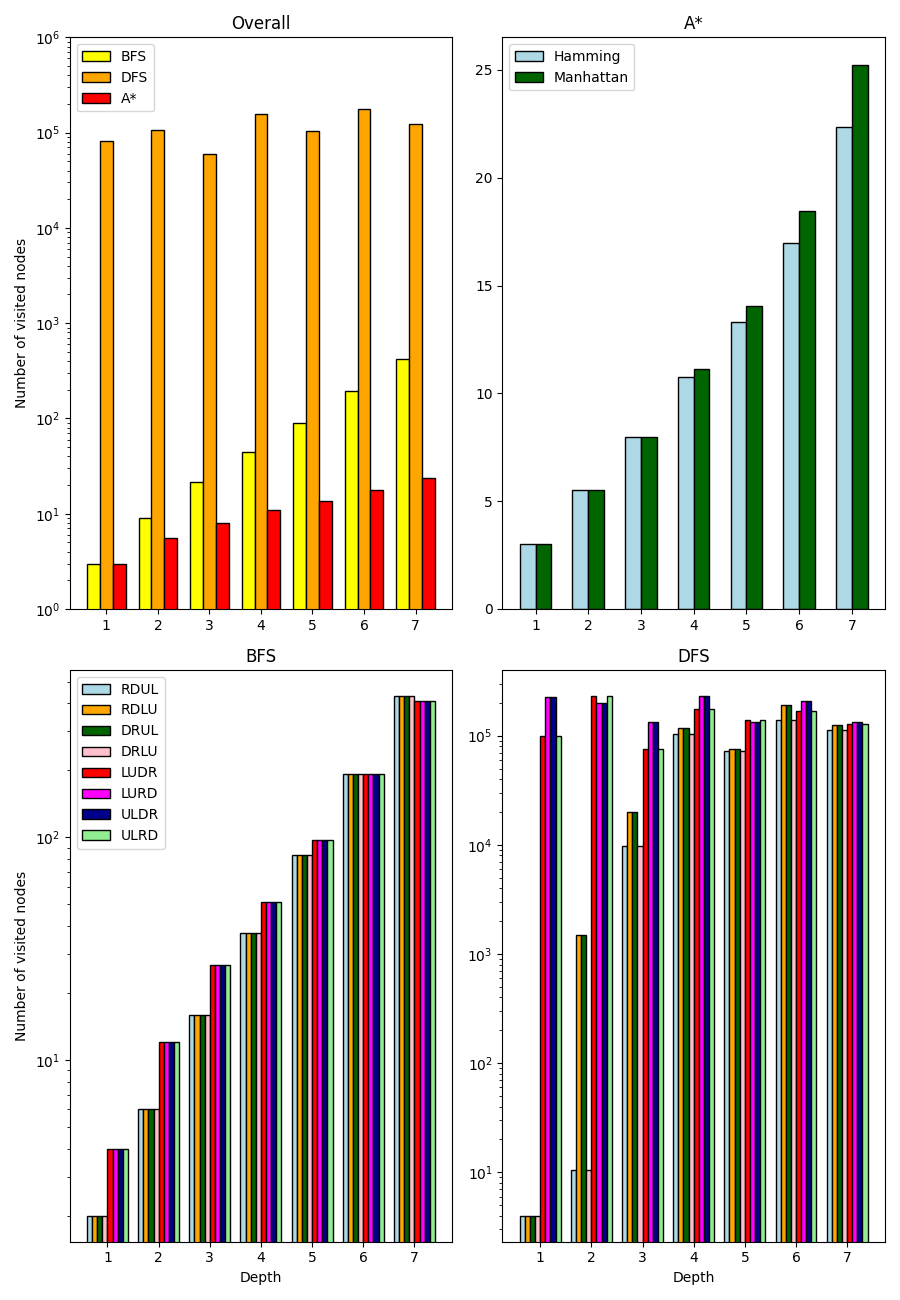 Overall
Number of visited nodes
10^6
10^5
10^4
10^3
10^2
10^1
10^0
BFS
DFS
A*
1 2 3 4 5 6 7
A*
25
20
15
10
5
0
Hamming
Manhattan
1 2 3 4 5 6 7
BFS
Number of visited nodes
10^2
10^1
RDUL
RDLU
DRUL
DRLU
LUDR
LURD
ULDR
ULRD
1 2 3 4 5 6 7
Depth
DFS
10^5
10^4
10^3
10^2
10^1
1 2 3 4 5 6 7
Depth